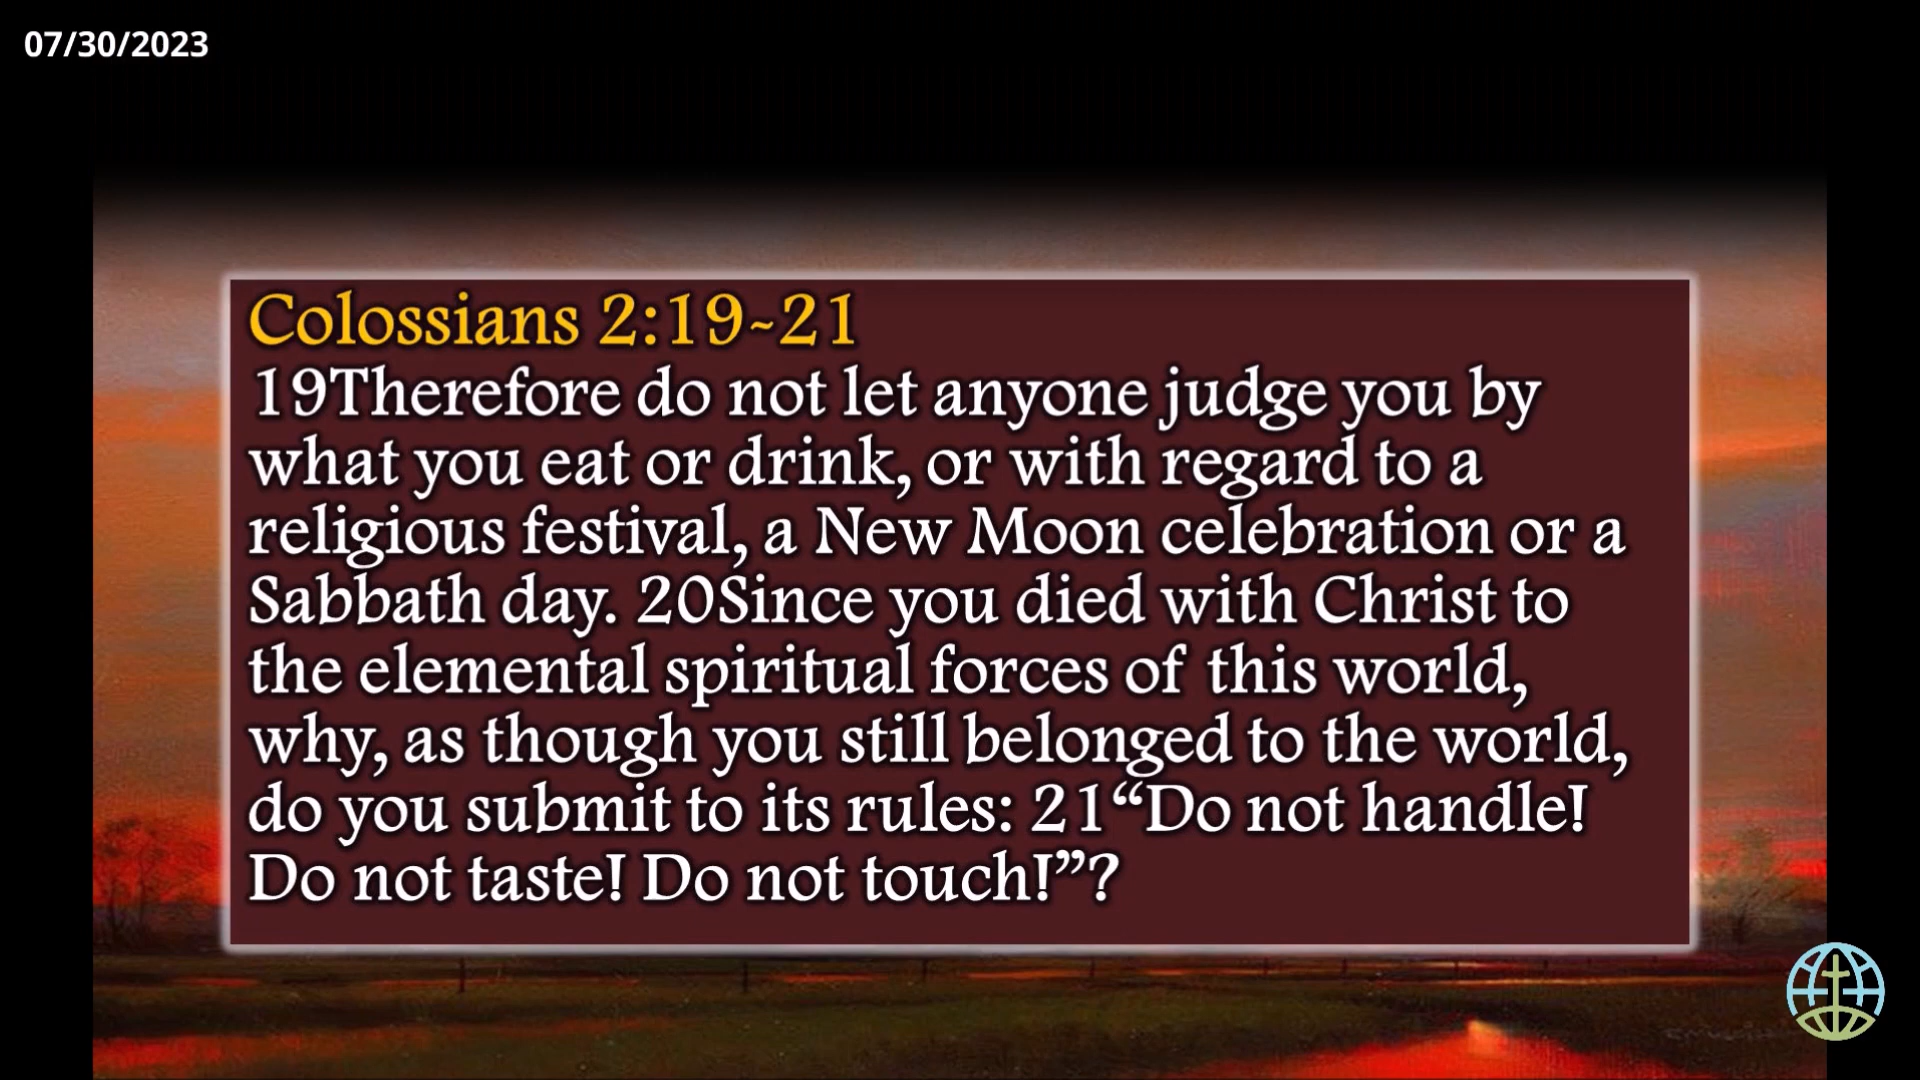 07/30/2023
Colossians 2:19-21
19Therefore do not let anyone judge you by
what you eat or drink, or with regard to a
religious festival, a New Moon celebration or a
Sabbath day. 20Since you died with Christ to
the elemental spiritual forces of this world,
why, as though you still belonged to the world,
do you submit to its rules: 21“Do not handle!
Do not taste! Do not touch!”?